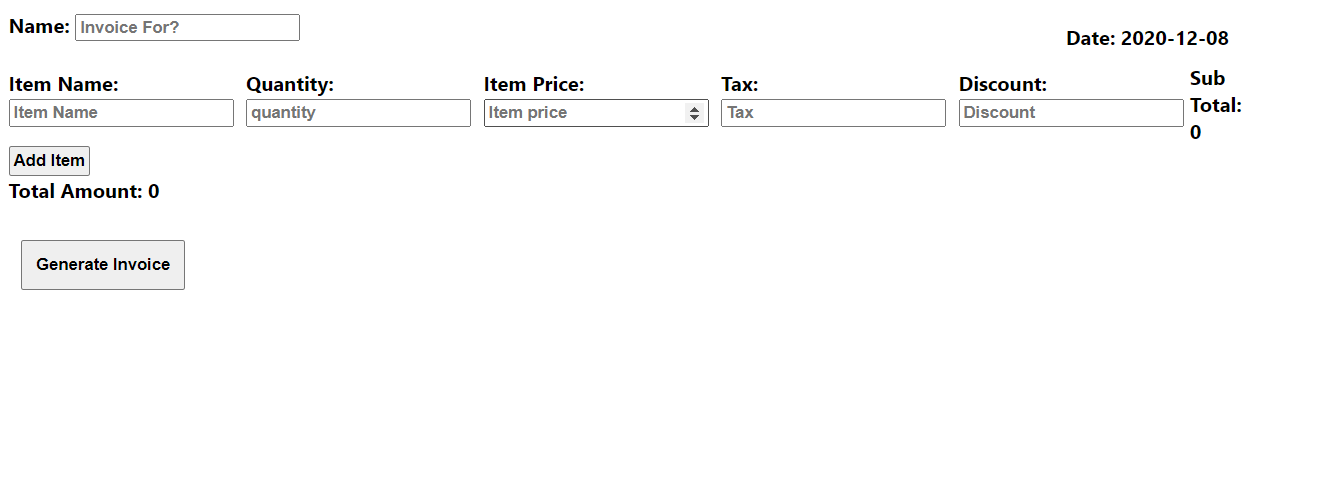 Name: Invoice For?
Date: 2020-12-08
Item Name: Quantity: Item Price: Tax: Discount: Sub
Total:
0
Item Name quantity Item price Tax Discount
Add Item
Total Amount: 0
Generate Invoice